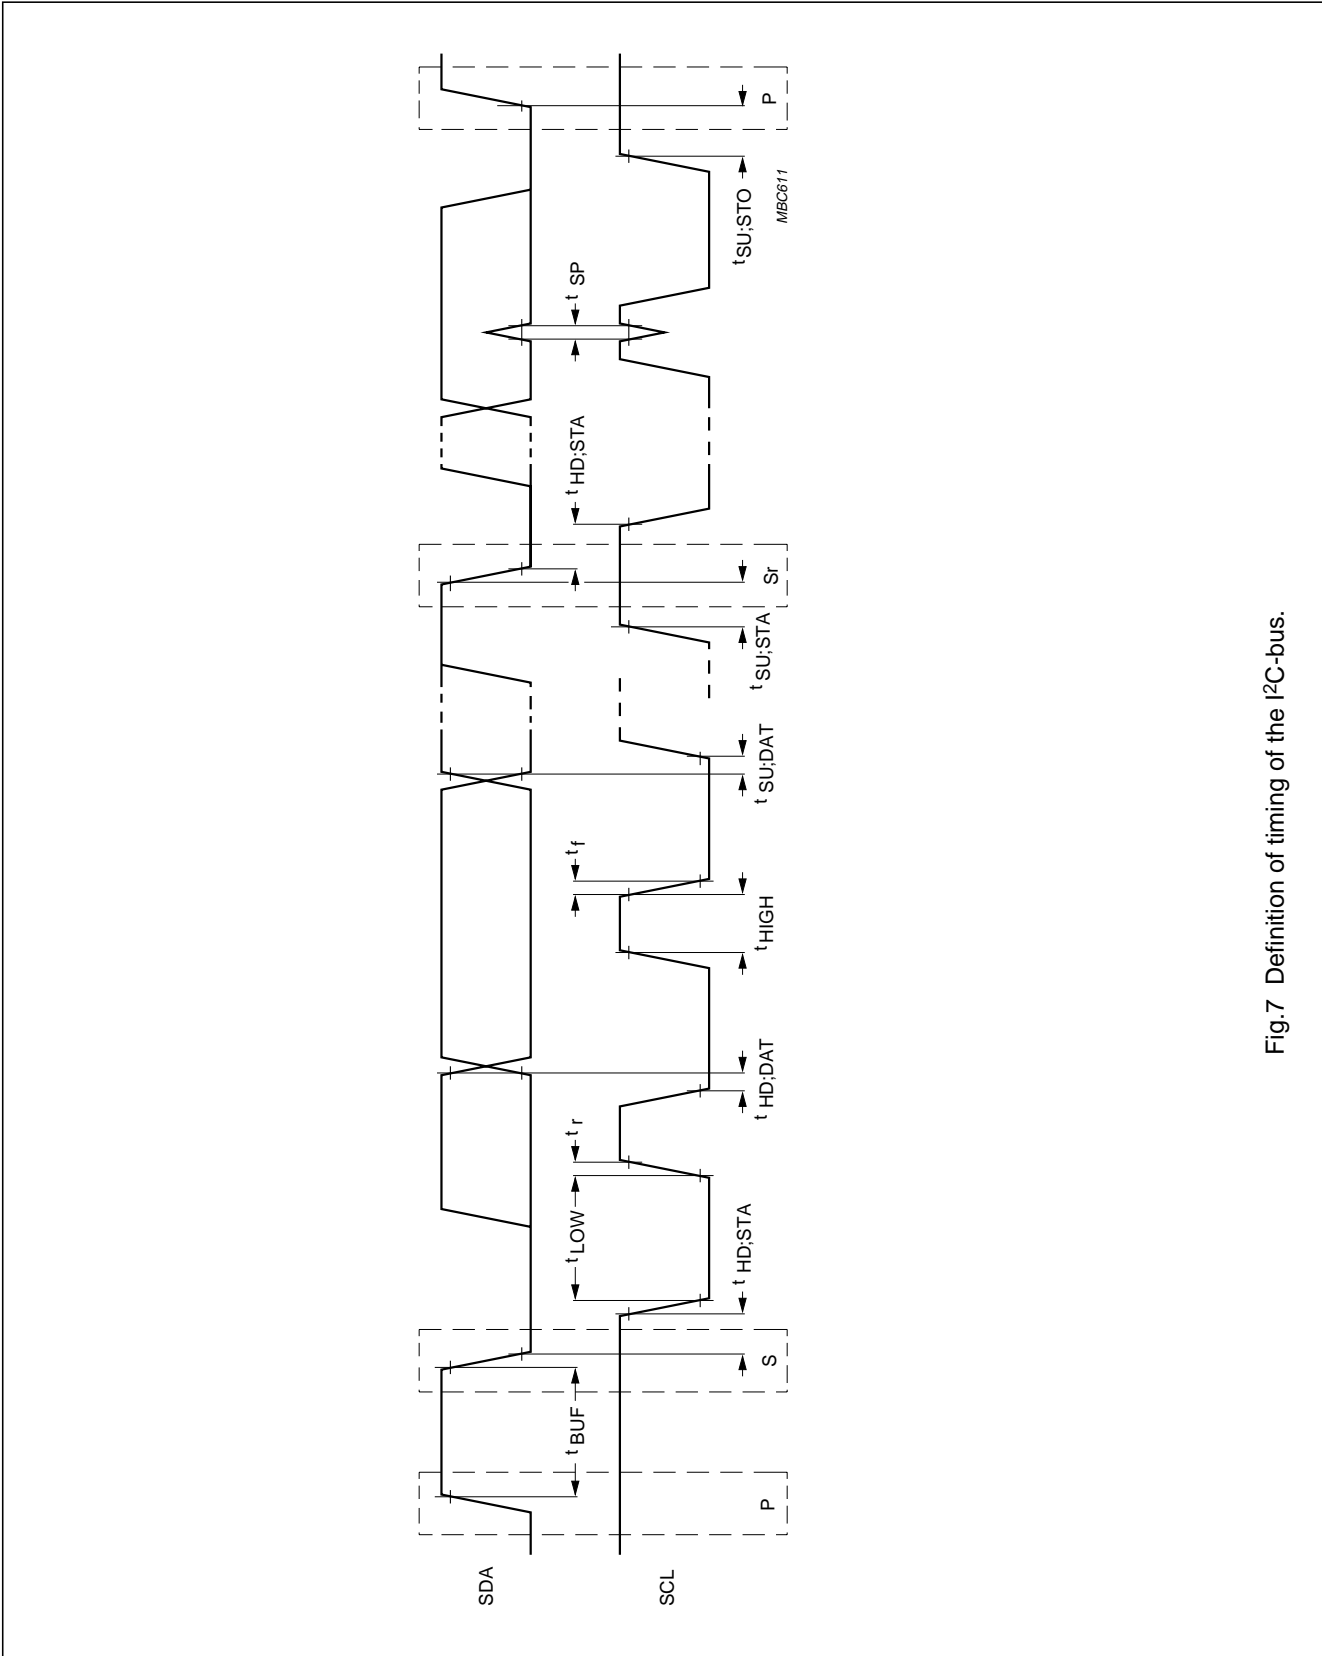 SDA
SCL
P
S
Sr
P
t BUF
t LOW
t r
t f
t HD;STA
t SP
t HD;STA
t HD;DAT
t HIGH
t SU;DAT
t SU;STA
t SU;STO
MBC611
Fig.7 Definition of timing of the I²C-bus.